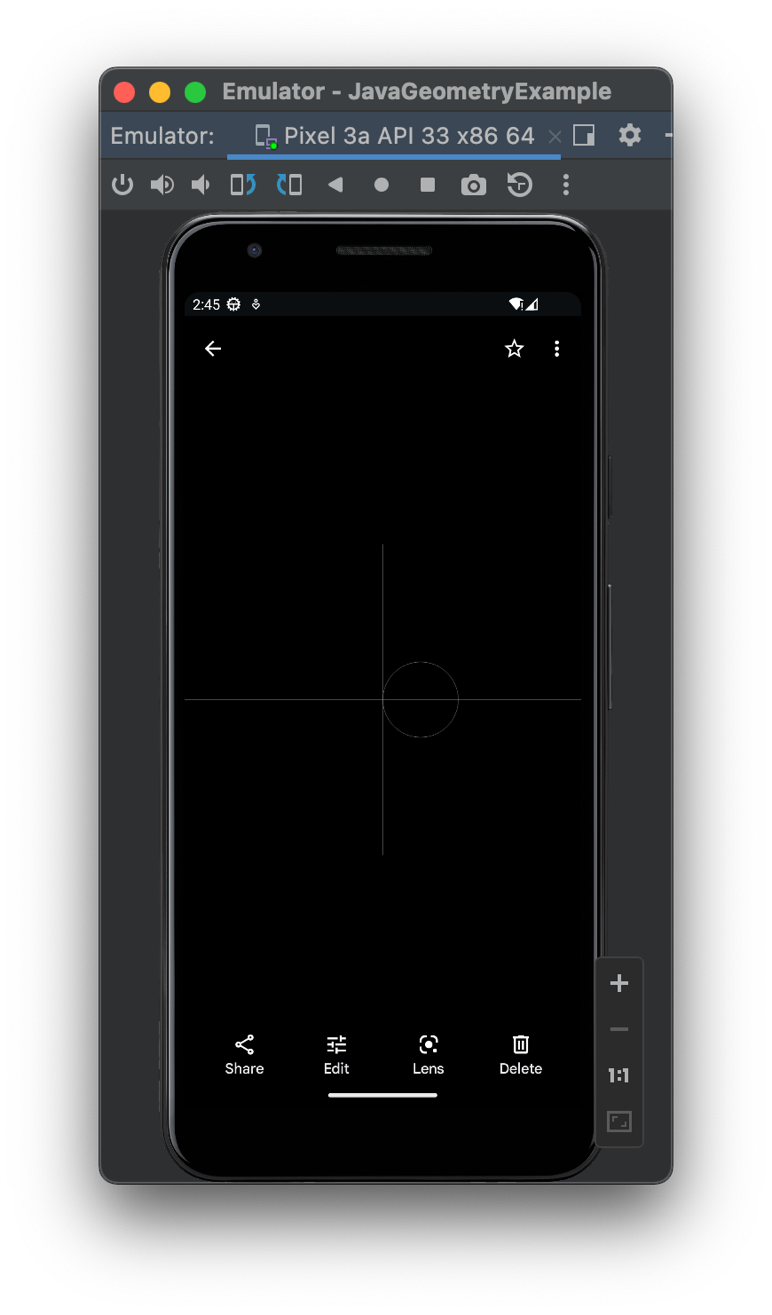 Emulator - JavaGeometryExample
Emulator: Pixel 3a API 33 x86 64
2:45
Share Edit Lens Delete
1:1